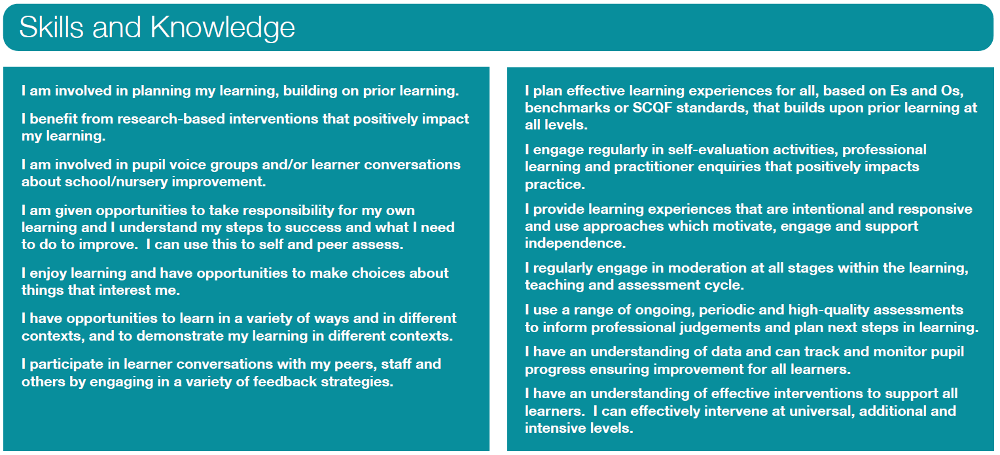 Skills and Knowledge
I am involved in planning my learning, building on prior learning.
I benefit from research-based interventions that positively impact
my learning.
I am involved in pupil voice groups and/or learner conversations
about school/nursery improvement.
I am given opportunities to take responsibility for my own
learning and I understand my steps to success and what I need
to do to improve.  I can use this to self and peer assess.
I enjoy learning and have opportunities to make choices about
things that interest me.
I have opportunities to learn in a variety of ways and in different
contexts, and to demonstrate my learning in different contexts.
I participate in learner conversations with my peers, staff and
others by engaging in a variety of feedback strategies.
I plan effective learning experiences for all, based on Es and Os,
benchmarks or SCQF standards, that builds upon prior learning at
all levels.
I engage regularly in self-evaluation activities, professional
learning and practitioner enquiries that positively impacts
practice.
I provide learning experiences that are intentional and responsive
and use approaches which motivate, engage and support
independence.
I regularly engage in moderation at all stages within the learning,
teaching and assessment cycle.
I use a range of ongoing, periodic and high-quality assessments
to inform professional judgements and plan next steps in learning.
I have an understanding of data and can track and monitor pupil
progress ensuring improvement for all learners.
I have an understanding of effective interventions to support all
learners.  I can effectively intervene at universal, additional and
intensive levels.